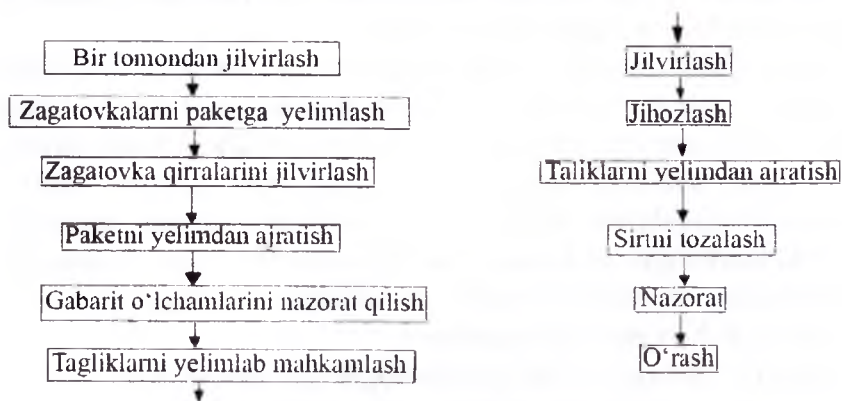 Bir tomondan jilvirlash
Zagatovkalarni paketga yelimlash
Zagatovka qirralarini jilvirlash
Paketni yelimdan ajratish
Gabarit o‘lchamlarini nazorat qilish
Tagliklarni yelimlab mahkamlash
Jilvirlash
Jihozlash
Taliklarni yelimdan ajratish
Sirtni tozalash
Nazorat
O‘rash